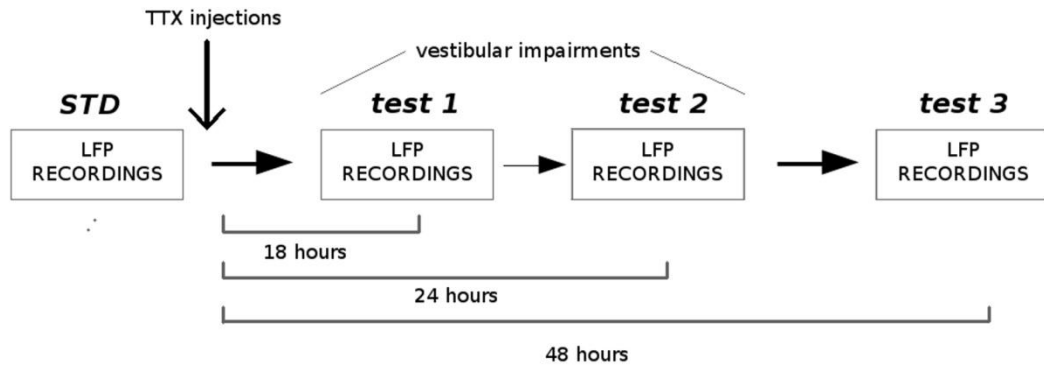 TTX injections
vestibular impairments
STD
test 1
test 2
test 3
LFP
RECORDINGS
LFP
RECORDINGS
LFP
RECORDINGS
LFP
RECORDINGS
18 hours
24 hours
48 hours